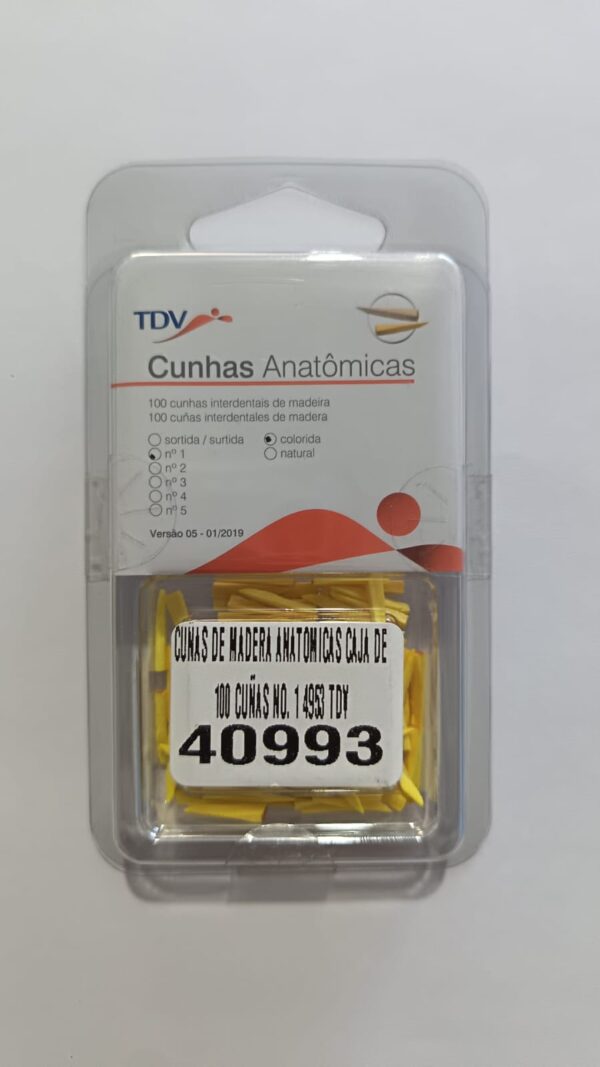 TDV
Cunhas Anatômicas
100 cunhas interdentais de madeira
100 cuñas interdentales de madera
sortida / surtida
nº 1
nº 2
nº 3
nº 4
nº 5
colorida
natural
Versão 05 - 01/2019
CUÑAS DE MADERA ANATOMICAS CAJA DE
100 CUÑAS NO. 1 4953 TDV
40993